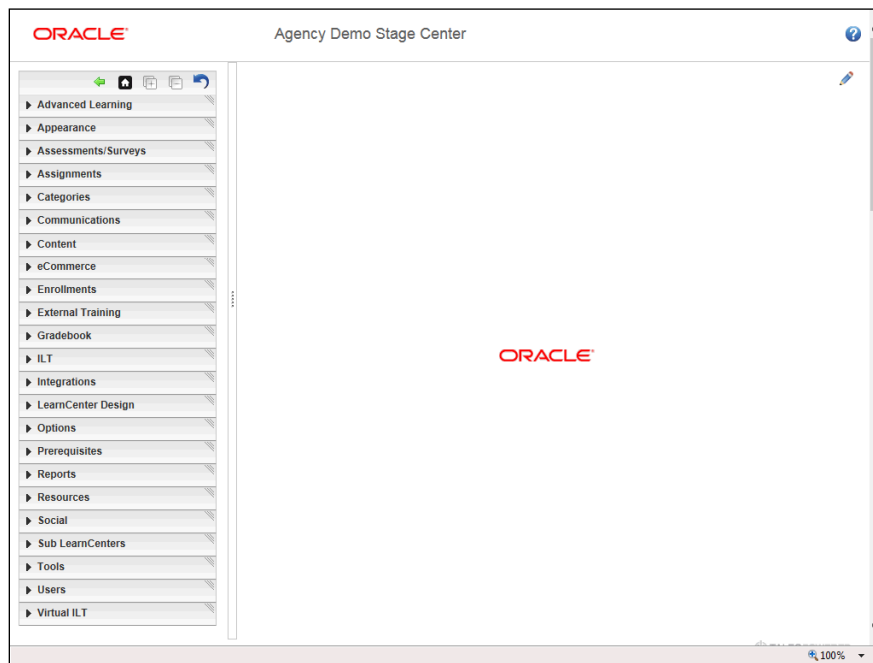 ORACLE
Agency Demo Stage Center
Advanced Learning
Appearance
Assessments/Surveys
Assignments
Categories
Communications
Content
eCommerce
Enrollments
External Training
Gradebook
ILT
Integrations
LearnCenter Design
Options
Prerequisites
Reports
Resources
Social
Sub LearnCenters
Tools
Users
Virtual ILT
ORACLE
100%